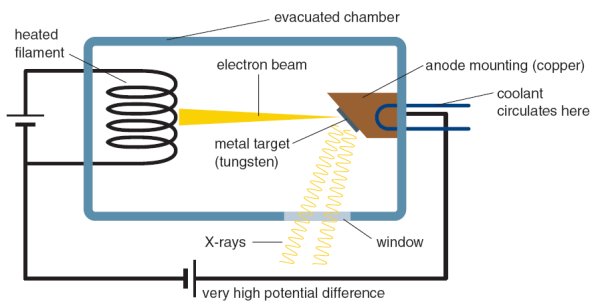 evacuated chamber
heated
filament
electron beam
anode mounting (copper)
coolant
circulates here
metal target
(tungsten)
X-rays
window
very high potential difference